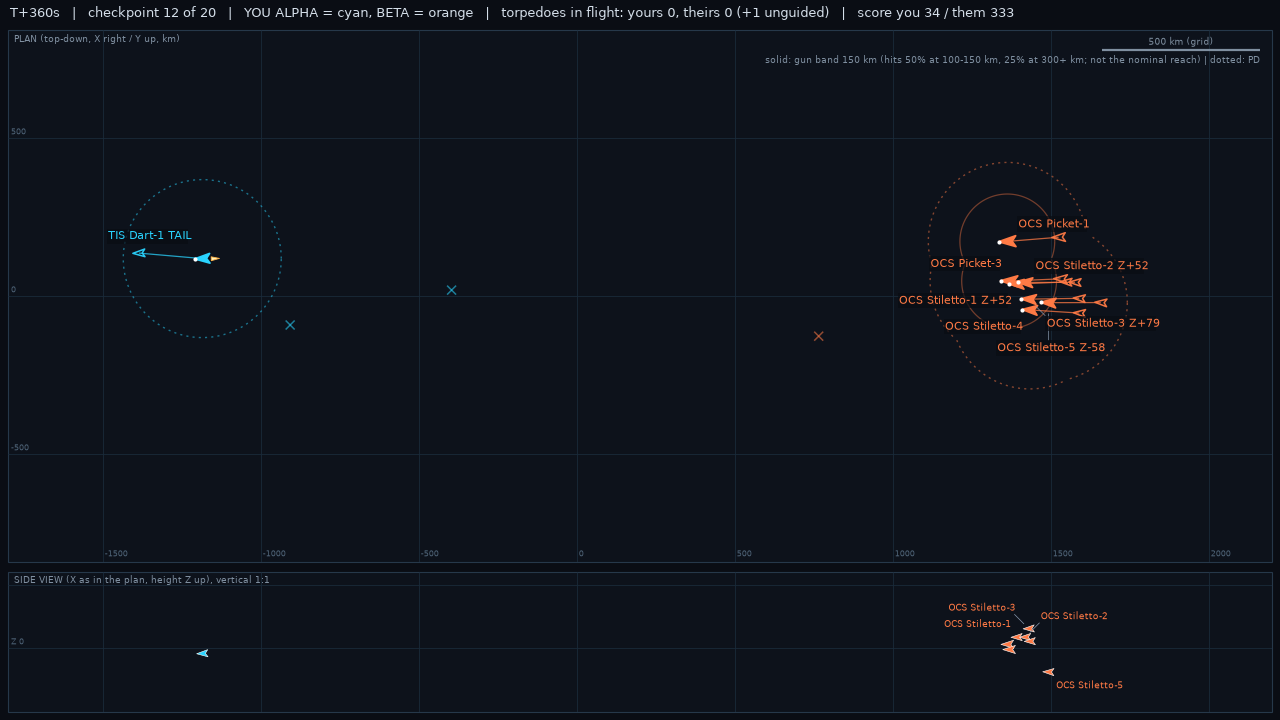 T+360s | checkpoint 12 of 20 | YOU ALPHA = cyan, BETA = orange | torpedoes in flight: yours 0, theirs 0 (+1 unguided) | score you 34 / them 333
PLAN (top-down, X right / Y up, km)
500 km (grid)
solid: gun band 150 km (hits 50% at 100-150 km, 25% at 300+ km; not the nominal reach) | dotted: PD
500
OCS Picket-1
TIS Dart-1 TAIL
OCS Picket-3
OCS Stiletto-2 Z+52
0
OCS Stiletto-1 Z+52
OCS Stiletto-4
OCS Stiletto-3 Z+79
OCS Stiletto-5 Z-58
-500
-1500
-1000
-500
0
500
1000
1500
2000
SIDE VIEW (X as in the plan, height Z up), vertical 1:1
OCS Stiletto-3
OCS Stiletto-2
OCS Stiletto-1
Z 0
OCS Stiletto-5